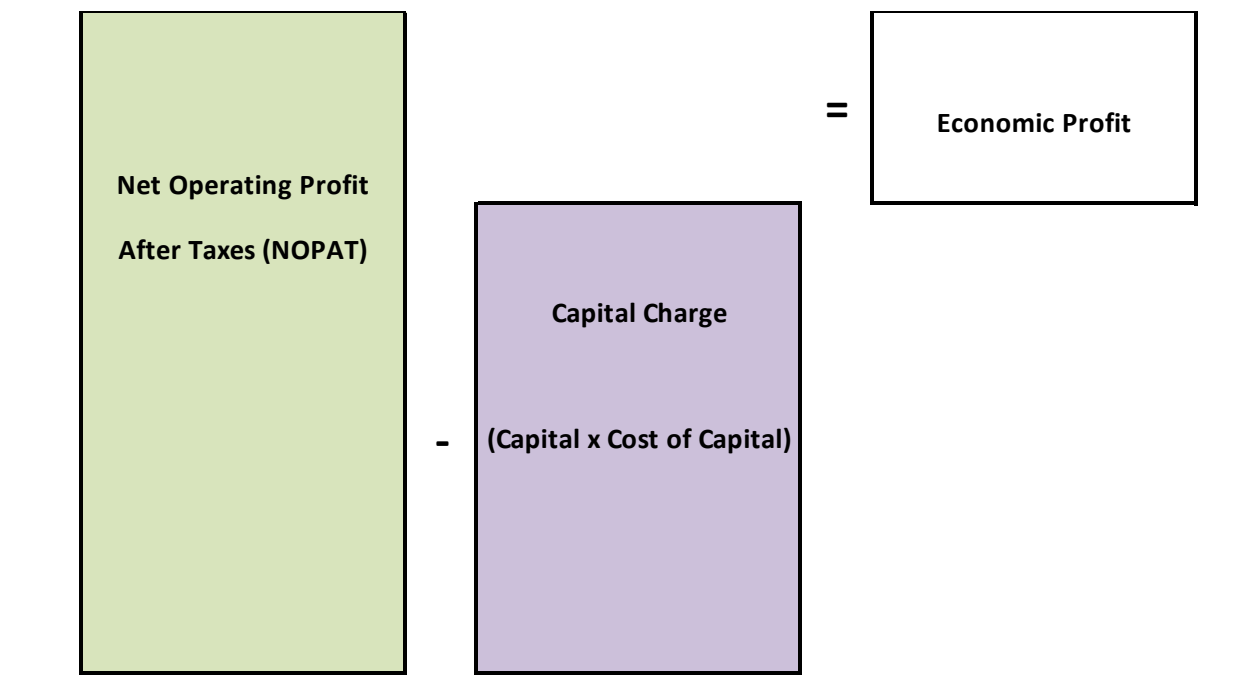 Net Operating Profit
After Taxes (NOPAT)
-
Capital Charge
(Capital x Cost of Capital)
=
Economic Profit